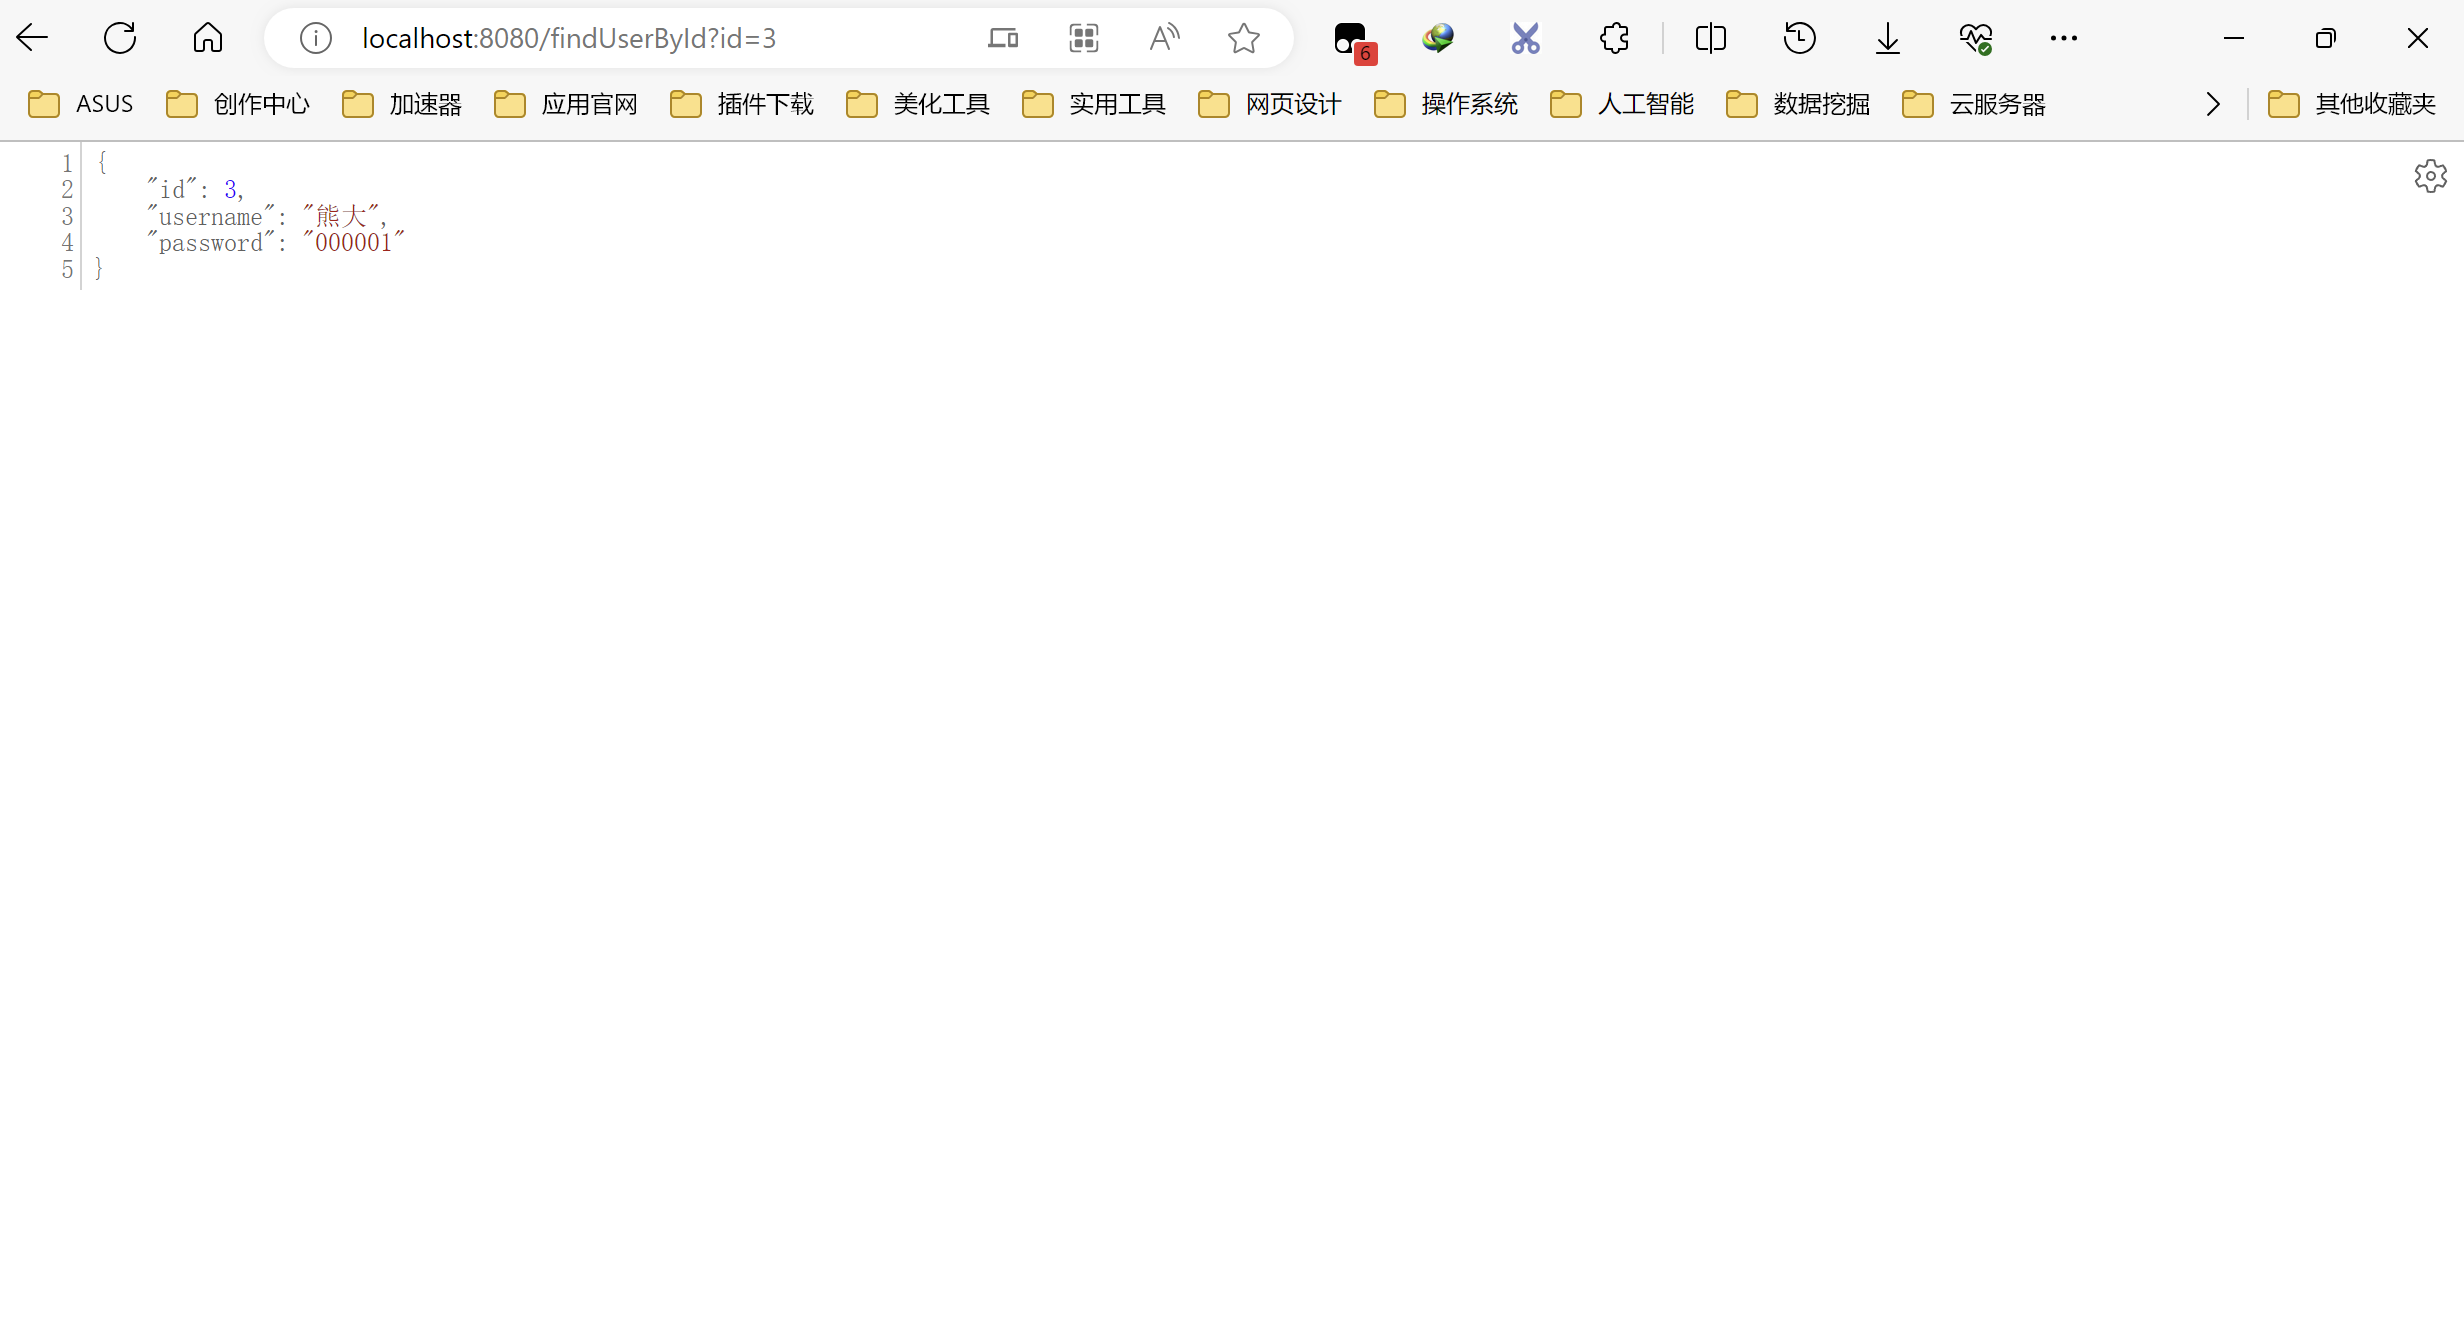 localhost:8080/findUserById?id=3
6
ASUS 创作中心 加速器 应用官网 插件下载 美化工具 实用工具 网页设计 操作系统 人工智能 数据挖掘 云服务器 其他收藏夹
1 {
2 "id": 3,
3 "username": "熊大",
4 "password": "000001"
5 }